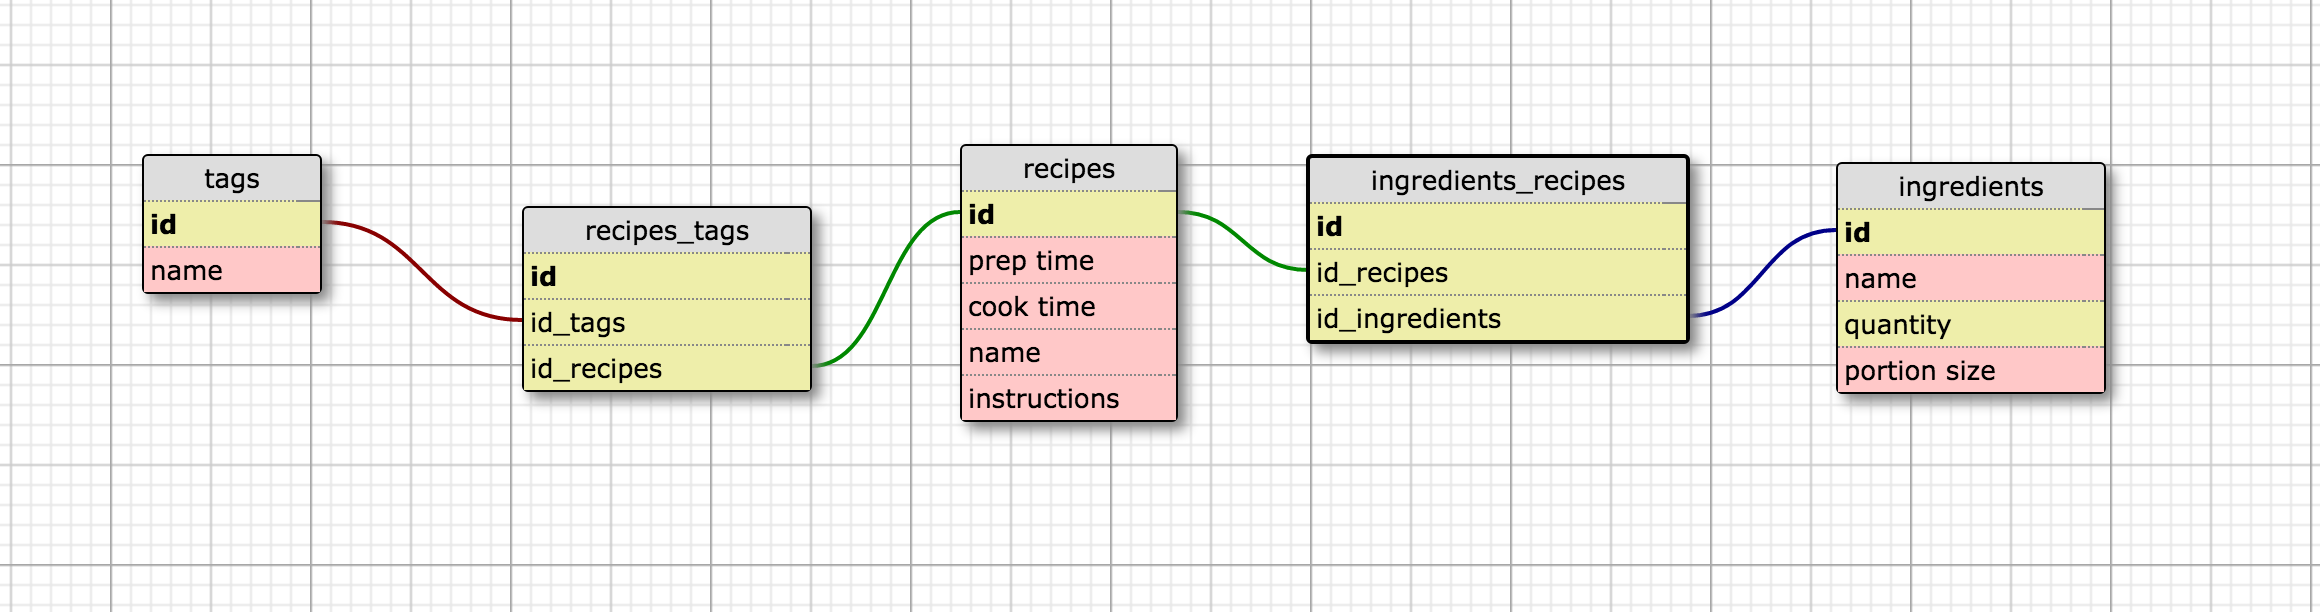 tags
id
name
recipes_tags
id
id_tags
id_recipes
recipes
id
prep time
cook time
name
instructions
ingredients_recipes
id
id_recipes
id_ingredients
ingredients
id
name
quantity
portion size